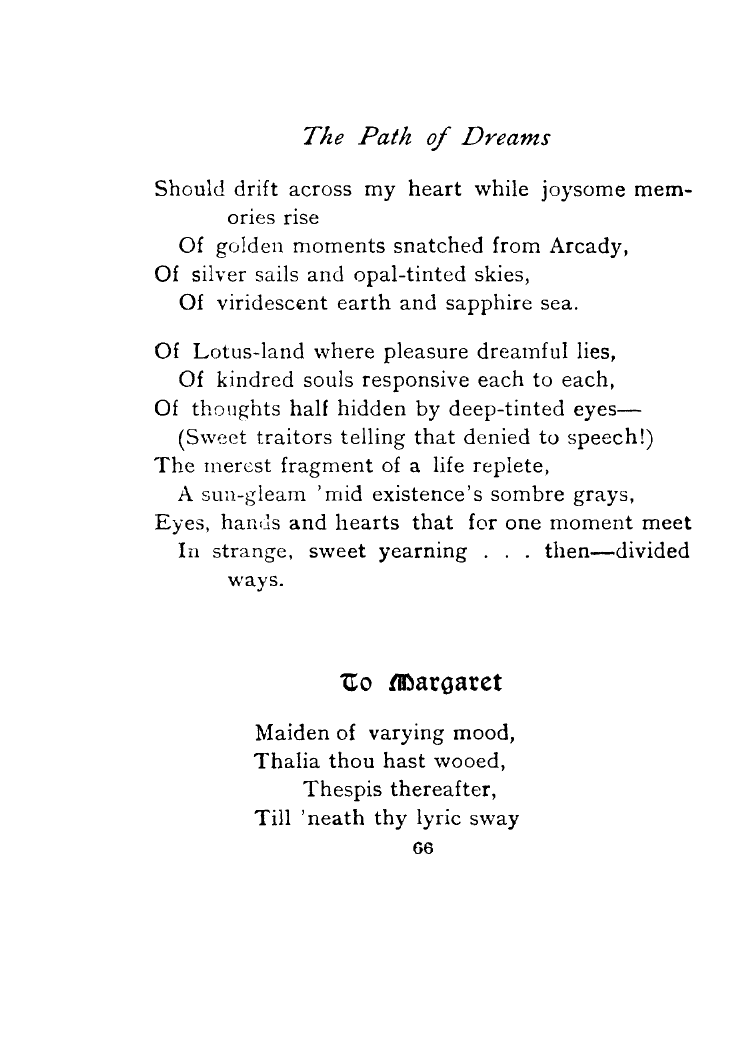 The Path of Dreams
Should drift across my heart while joysome mem-
ories rise
Of golden moments snatched from Arcady,
Of silver sails and opal-tinted skies,
Of viridescent earth and sapphire sea.
Of Lotus-land where pleasure dreamful lies,
Of kindred souls responsive each to each,
Of thoughts half hidden by deep-tinted eyes—
(Sweet traitors telling that denied to speech!)
The merest fragment of a life replete,
A sun-gleam 'mid existence's sombre grays,
Eyes, hands and hearts that for one moment meet
In strange, sweet yearning . . . then—divided
ways.
To Margaret
Maiden of varying mood,
Thalia thou hast wooed,
Thespis thereafter,
Till 'neath thy lyric sway
66